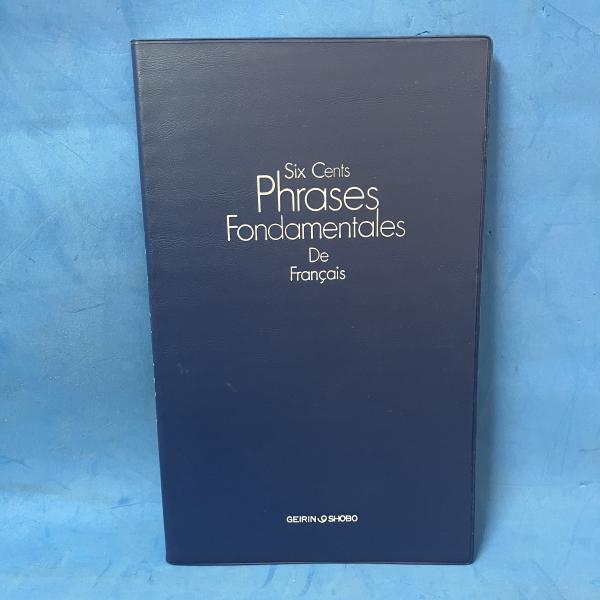 Six Cents
Phrases
Fondamentales
De
Français
GEIRIN SHOBO